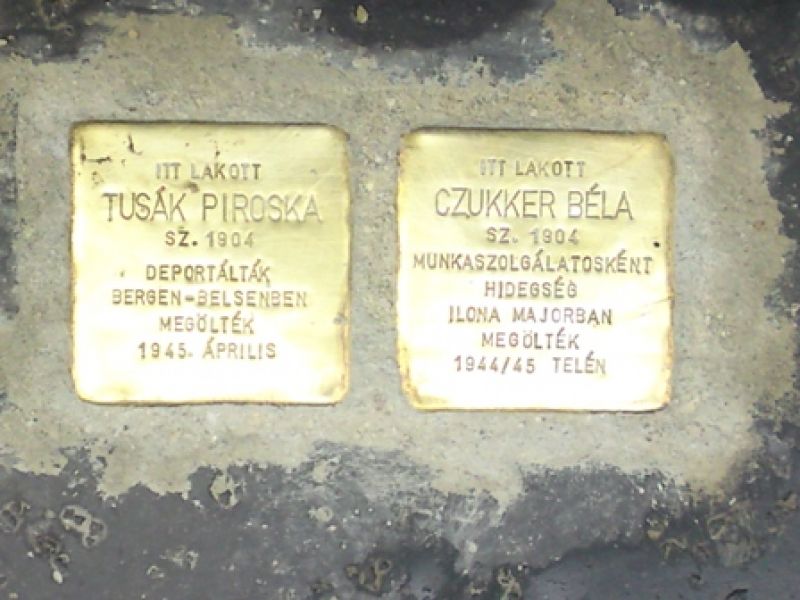 ITT LAKOTT
TUSÁK PIROSKA
SZ. 1904
DEPORTÁLTÁK
BERGEN-BELSENBEN
MEGÖLTÉK
1945. ÁPRILIS
ITT LAKOTT
CZUKKER BÉLA
SZ. 1904
MUNKASZOLGÁLATOSKÉNT
HIDEGSÉG
ILONA MAJORBAN
MEGÖLTÉK
1944/45 TELÉN